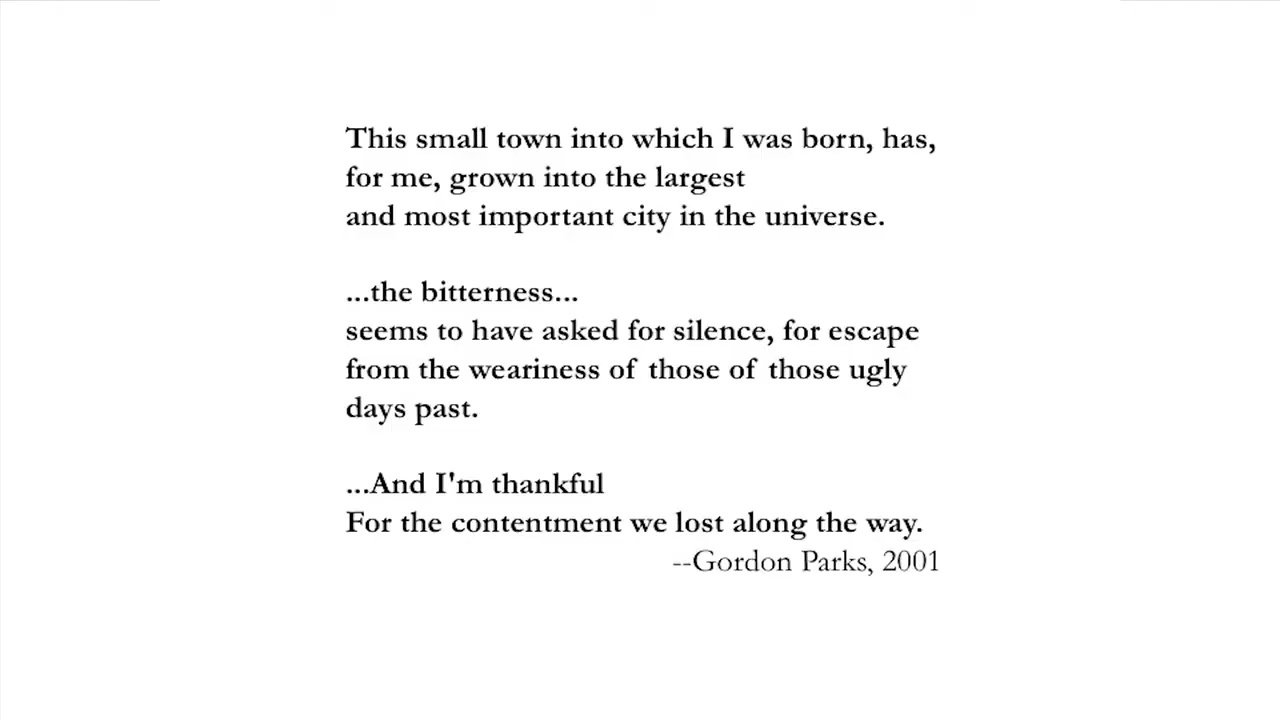 This small town into which I was born, has,
for me, grown into the largest
and most important city in the universe.
...the bitterness...
seems to have asked for silence, for escape
from the weariness of those of those ugly
days past.
...And I'm thankful
For the contentment we lost along the way.
--Gordon Parks, 2001